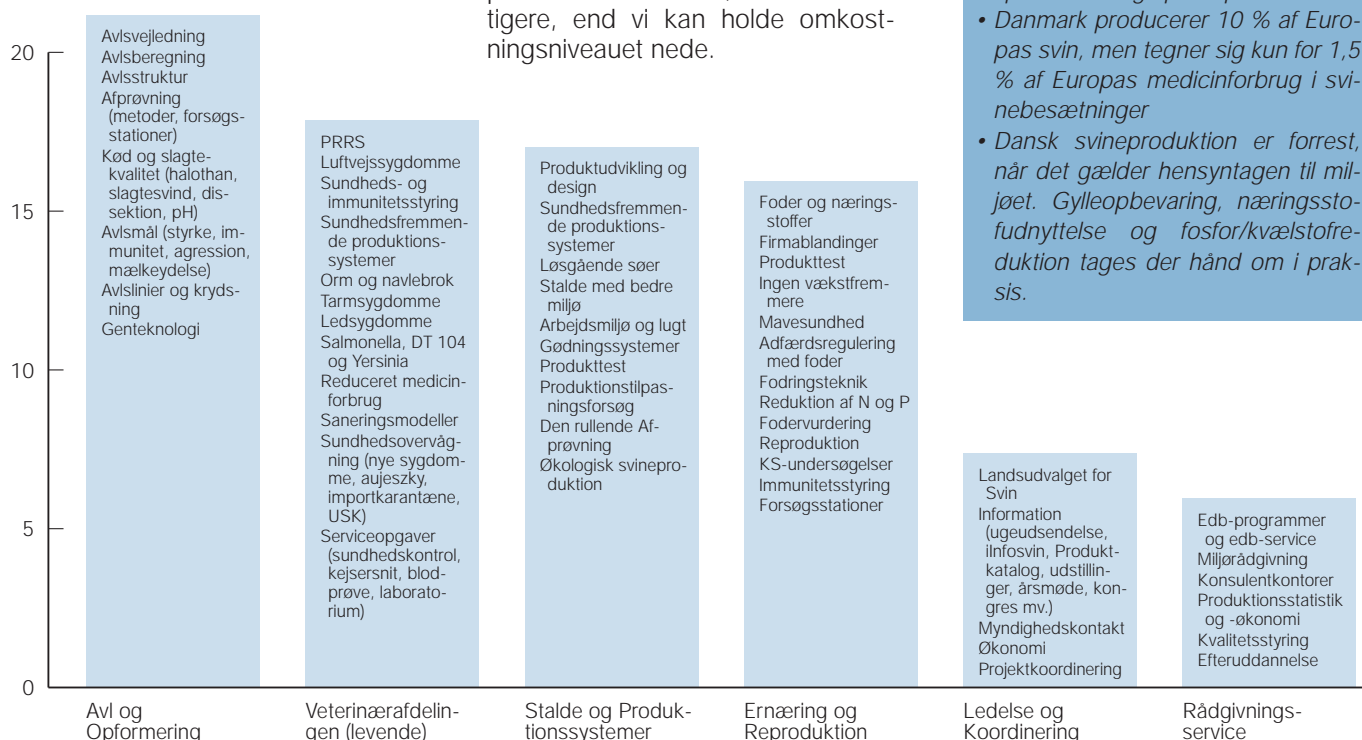 tigere, end vi kan holde omkost-
ningsniveauet nede.
• Danmark producerer 10 % af Euro-
pas svin, men tegner sig kun for 1,5
% af Europas medicinforbrug i svi-
nebesætninger
• Dansk svineproduktion er forrest,
når det gælder hensyntagen til mil-
jøet. Gylleopbevaring, næringssto-
fudnyttelse og fosfor/kvælstofre-
duktion tages der hånd om i prak-
sis.
20
15
10
5
0
Avlsvejledning
Avlsberegning
Avlsstruktur
Afprøvning
(metoder, forsøgs-
stationer)
Kød og slagte-
kvalitet (halothan,
slagtesvind, dis-
sektion, pH)
Avlsmål (styrke, im-
munitet, agression,
mælkeydelse)
Avlslinier og kryds-
ning
Genteknologi
Avl og
Opformering
PRRS
Luftvejssygdomme
Sundheds- og
immunitetsstyring
Sundhedsfremmen-
de produktions-
systemer
Orm og navlebrok
Tarmsygdomme
Ledsygdomme
Salmonella, DT 104
og Yersinia
Reduceret medicin-
forbrug
Saneringsmodeller
Sundhedsovervåg-
ning (nye sygdom-
me, aujeszky,
importkarantæne,
USK)
Serviceopgaver
(sundhedskontrol,
kejsersnit, blod-
prøve, laborato-
rium)
Veterinærafdelin-
gen (levende)
Produktudvikling og
design
Sundhedsfremmen-
de produktions-
systemer
Løsgående søer
Stalde med bedre
miljø
Arbejdsmiljø og lugt
Gødningssystemer
Produkttest
Produktionstilpas-
ningsforsøg
Den rullende Af-
prøvning
Økologisk svinepro-
duktion
Stalde og Produk-
tionssystemer
Foder og nærings-
stoffer
Firmablandinger
Produkttest
Ingen vækstfrem-
mere
Mavesundhed
Adfærdsregulering
med foder
Fodringsteknik
Reduktion af N og P
Fodervurdering
Reproduktion
KS-undersøgelser
Immunitetsstyring
Forsøgsstationer
Ernæring og
Reproduktion
Landsudvalget for
Svin
Information
(ugeudsendelse,
iInfosvin, Produkt-
katalog, udstillin-
ger, årsmøde, kon-
gres mv.)
Myndighedskontakt
Økonomi
Projektkoordinering
Ledelse og
Koordinering
Edb-programmer
og edb-service
Miljørådgivning
Konsulentkontorer
Produktionsstatistik
og -økonomi
Kvalitetsstyring
Efteruddannelse
Rådgivnings-
service